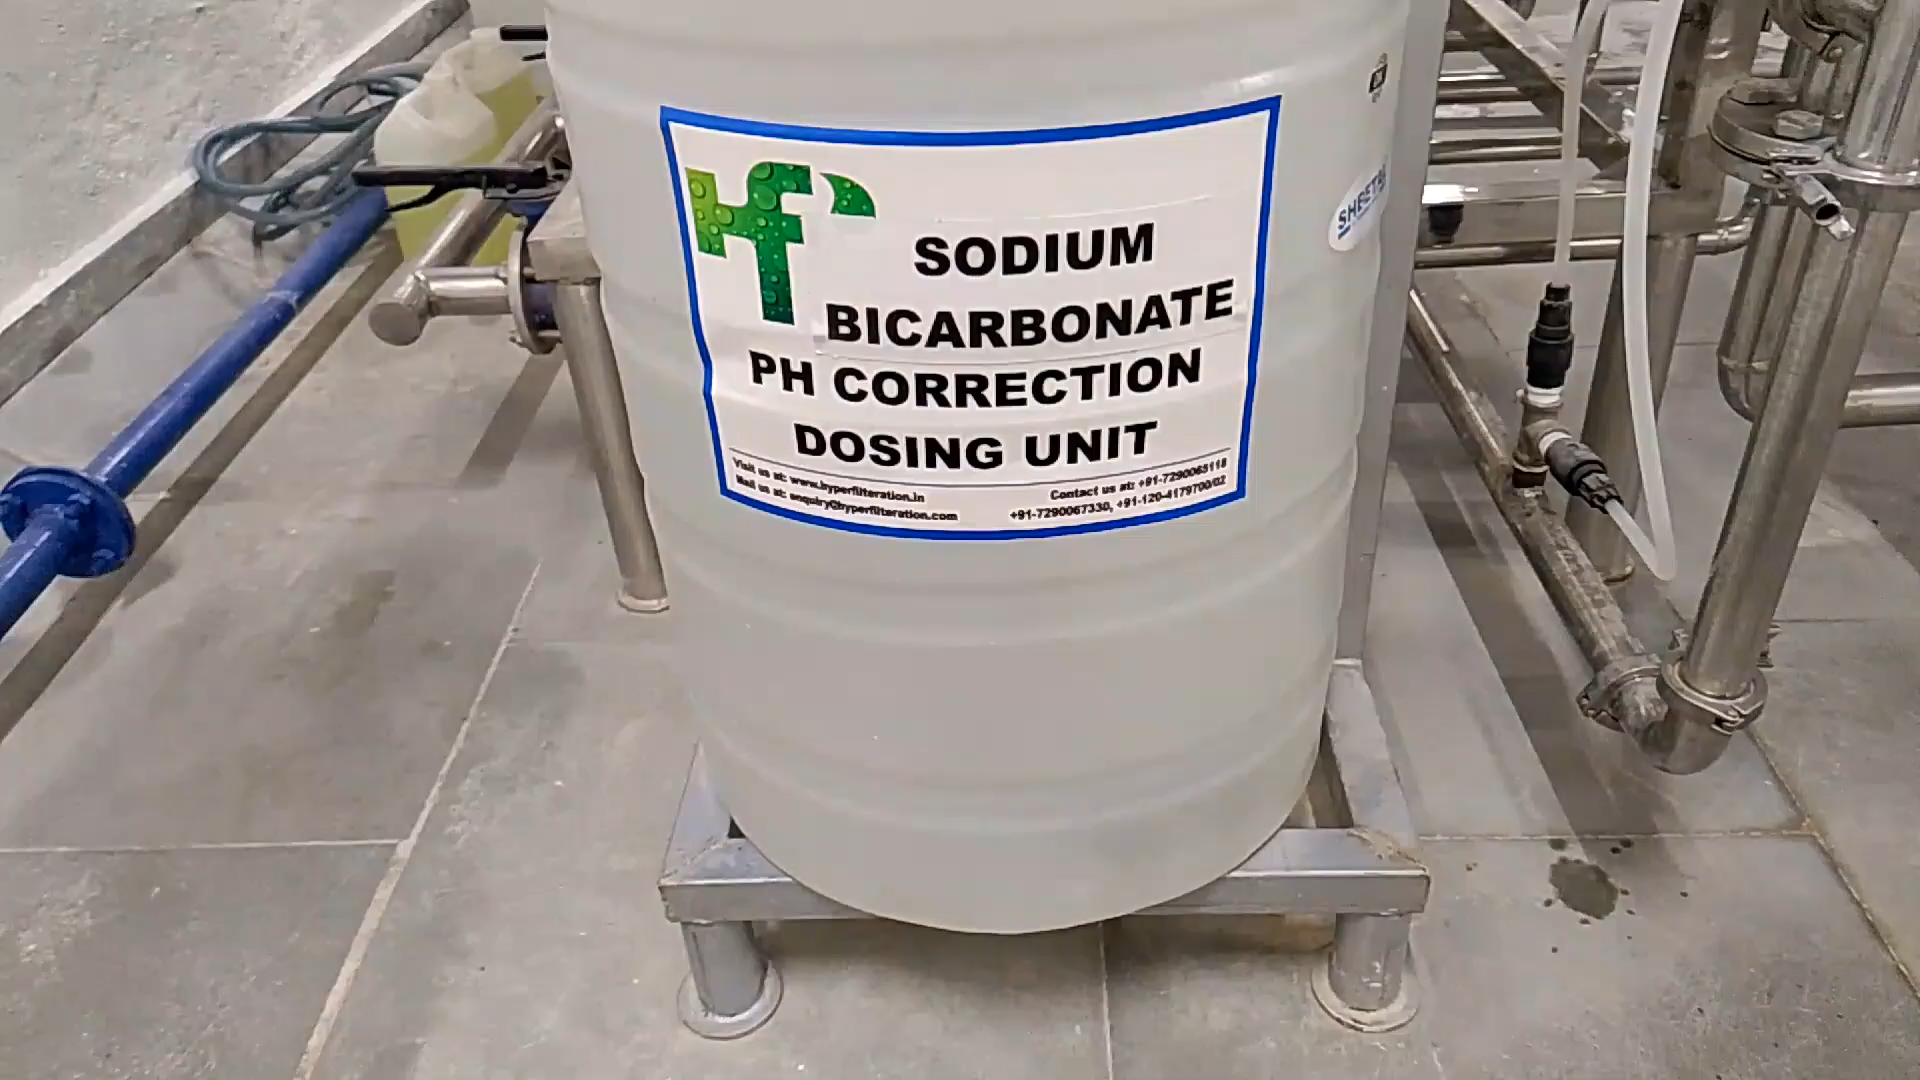 hf
SODIUM
BICARBONATE
PH CORRECTION
DOSING UNIT
Visit us at: www.hyperfilteration.in
Mail us at: enquiry@hyperfilteration.com
Contact us at: +91-7290065118
+91-7290067330, +91-120-4179700/02